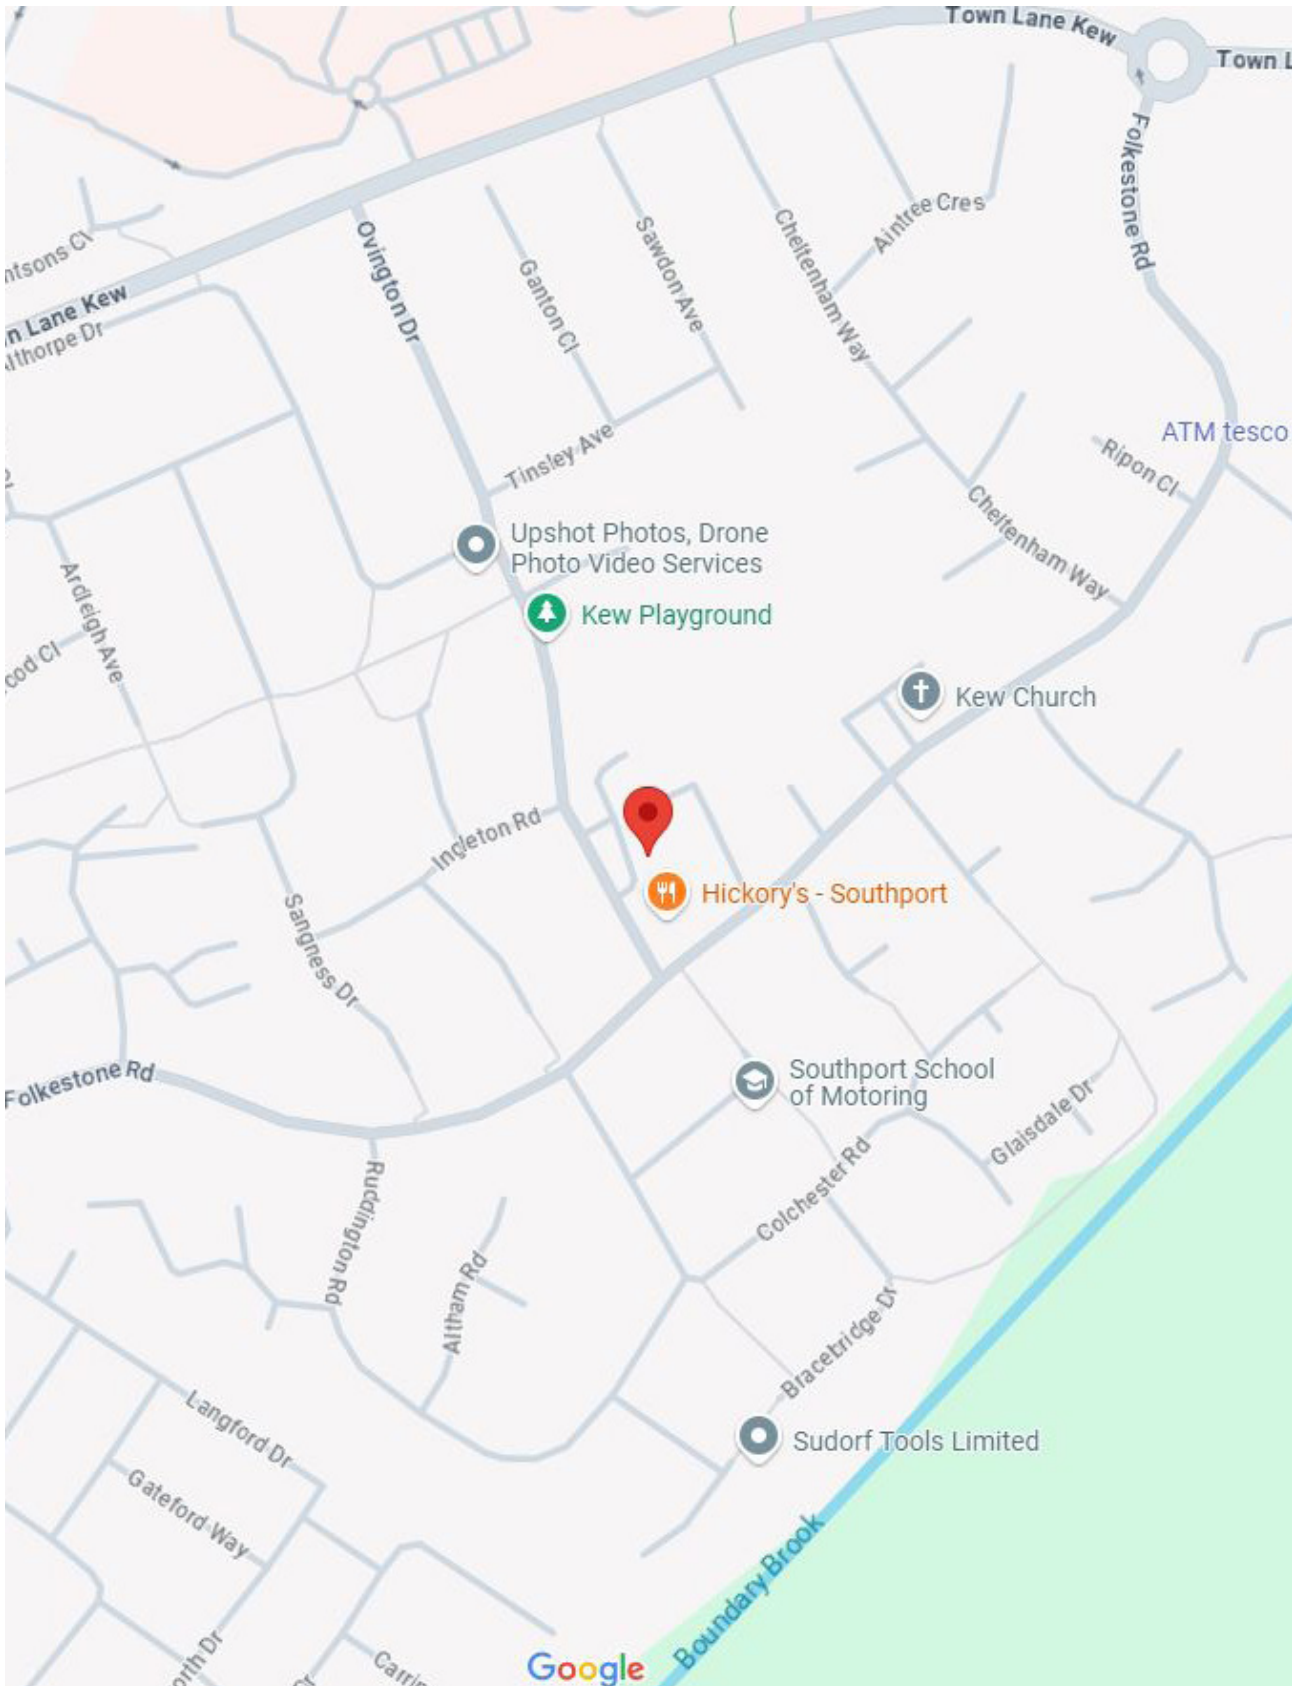 Town Lane Kew
Town L
Folkestone Rd
Aintree Cres
Ovington Dr
Sawdon Ave
Cheltenham Way
Ganton Cl
ntsons Cl
n Lane Kew
lthorpe Dr
ATM tesco
Ripon Cl
Tinsley Ave
Cheltenham Way
Upshot Photos, Drone
Photo Video Services
Ardleigh Ave
Kew Playground
ood Cl
Kew Church
Ingleton Rd
Hickory's - Southport
Sangness Dr
Folkestone Rd
Southport School
of Motoring
Glaisdale Dr
Colchester Rd
Ruddington Rd
Altham Rd
Bracebridge Dr
Langford Dr
Sudorf Tools Limited
Gateford Way
Boundary Brook
orth Dr
Carrin
Google